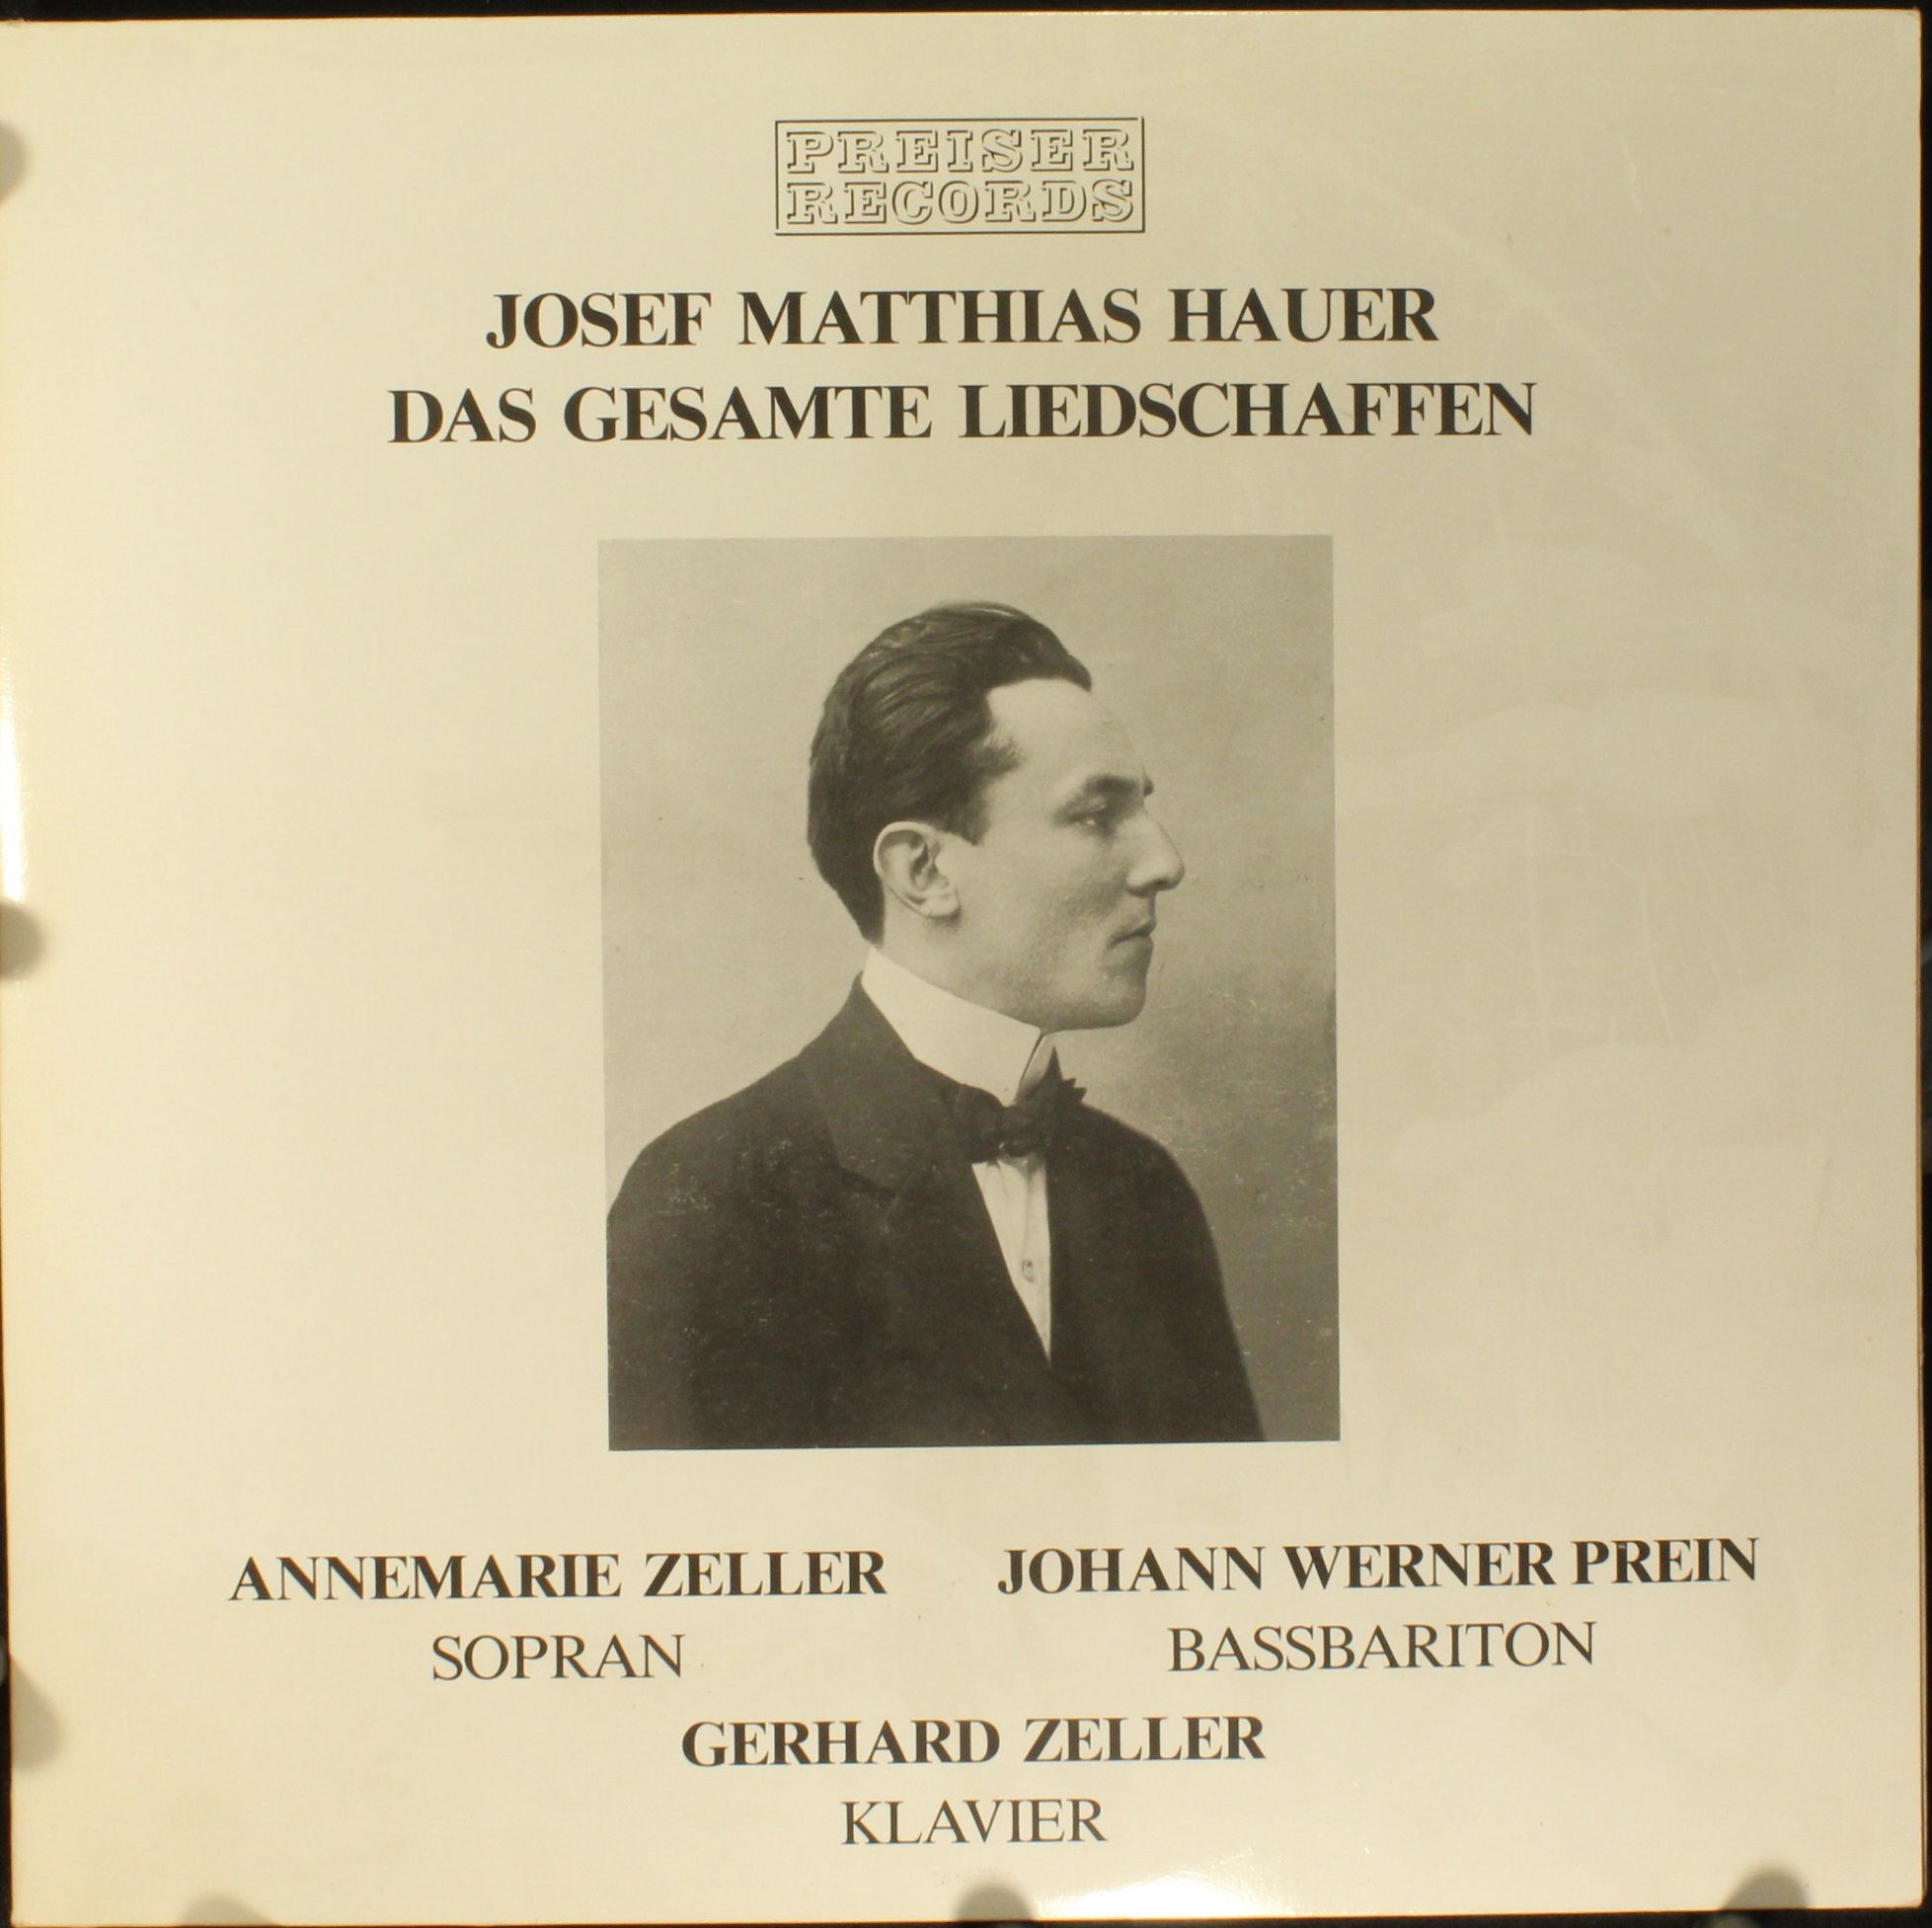 PREISER
RECORDS
JOSEF MATTHIAS HAUER
DAS GESAMTE LIEDSCHAFFEN
ANNEMARIE ZELLER
SOPRAN
JOHANN WERNER PREIN
BASSBARITON
GERHARD ZELLER
KLAVIER